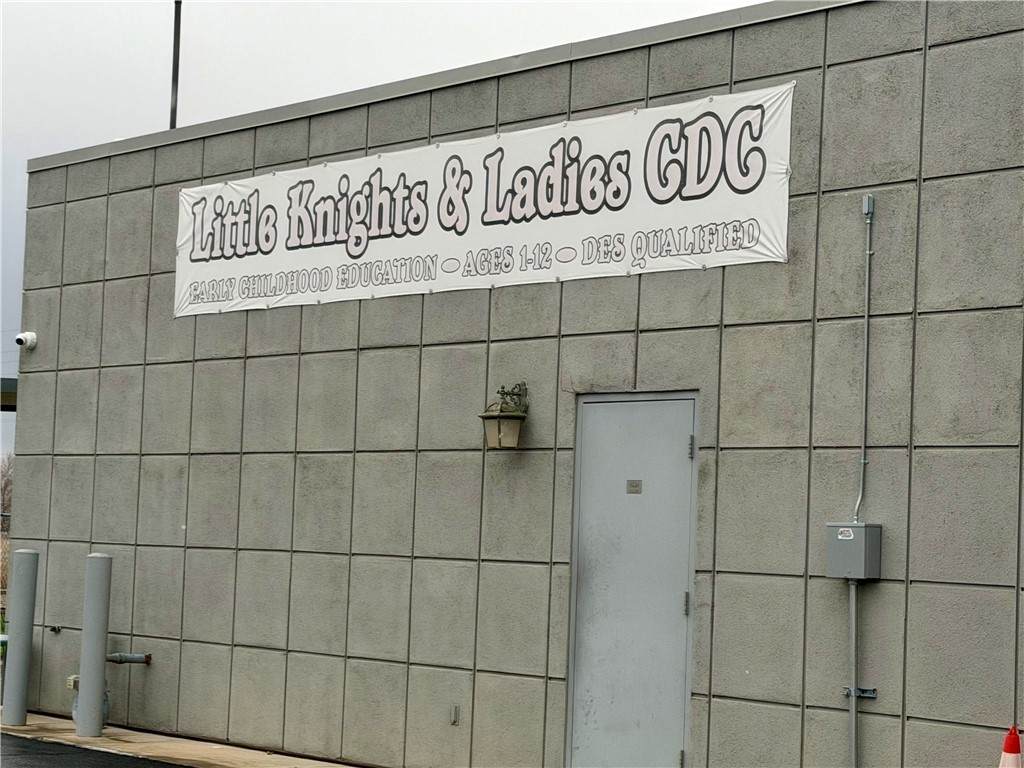 Little Knights & Ladies CDC
EARLY CHILDHOOD EDUCATION - AGES 1-12 - DES QUALIFIED